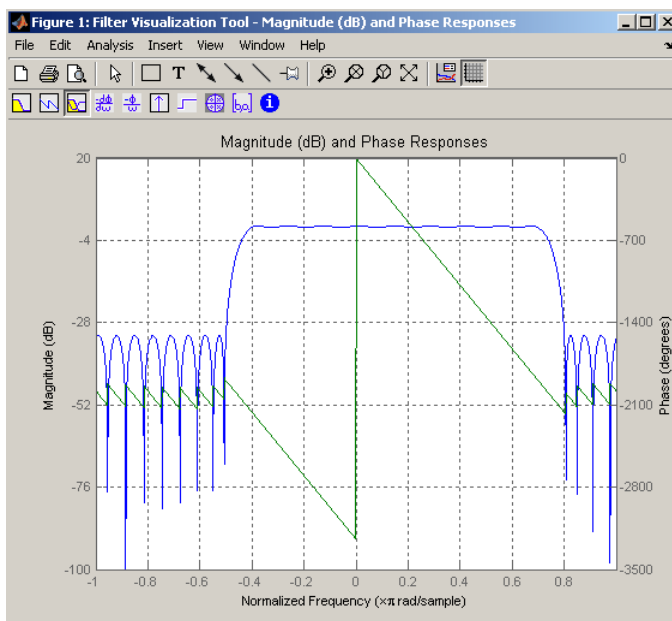 Figure 1: Filter Visualization Tool - Magnitude (dB) and Phase Responses
File Edit Analysis Insert View Window Help
T
[b,a]
Magnitude (dB) and Phase Responses
20
-4
-28
-52
-76
-100
Magnitude (dB)
0
-700
-1400
-2100
-2800
-3500
Phase (degrees)
-1 -0.8 -0.6 -0.4 -0.2 0 0.2 0.4 0.6 0.8
Normalized Frequency (×π rad/sample)